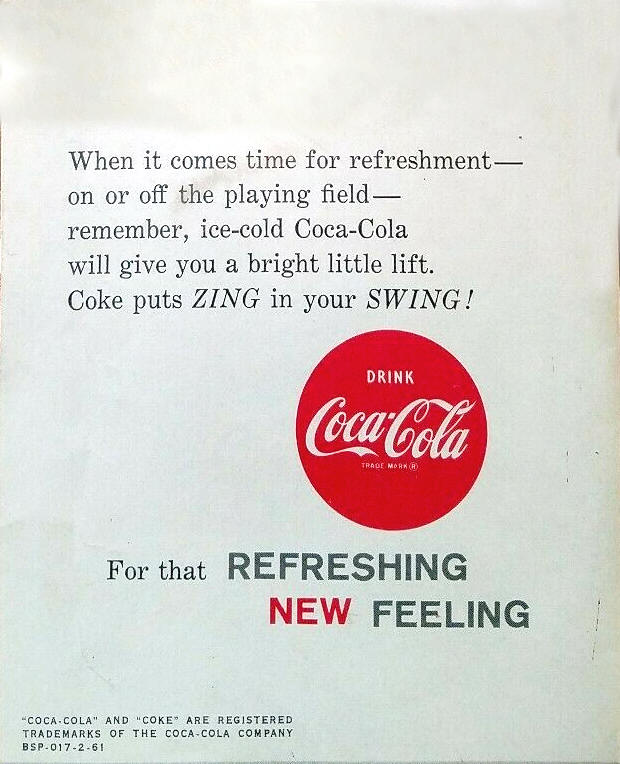 When it comes time for refreshment—
on or off the playing field—
remember, ice-cold Coca-Cola
will give you a bright little lift.
Coke puts ZING in your SWING!
DRINK
Coca-Cola
TRADE MARK ®
For that REFRESHING
NEW FEELING
"COCA-COLA" AND "COKE" ARE REGISTERED
TRADEMARKS OF THE COCA-COLA COMPANY
BSP-017-2-61